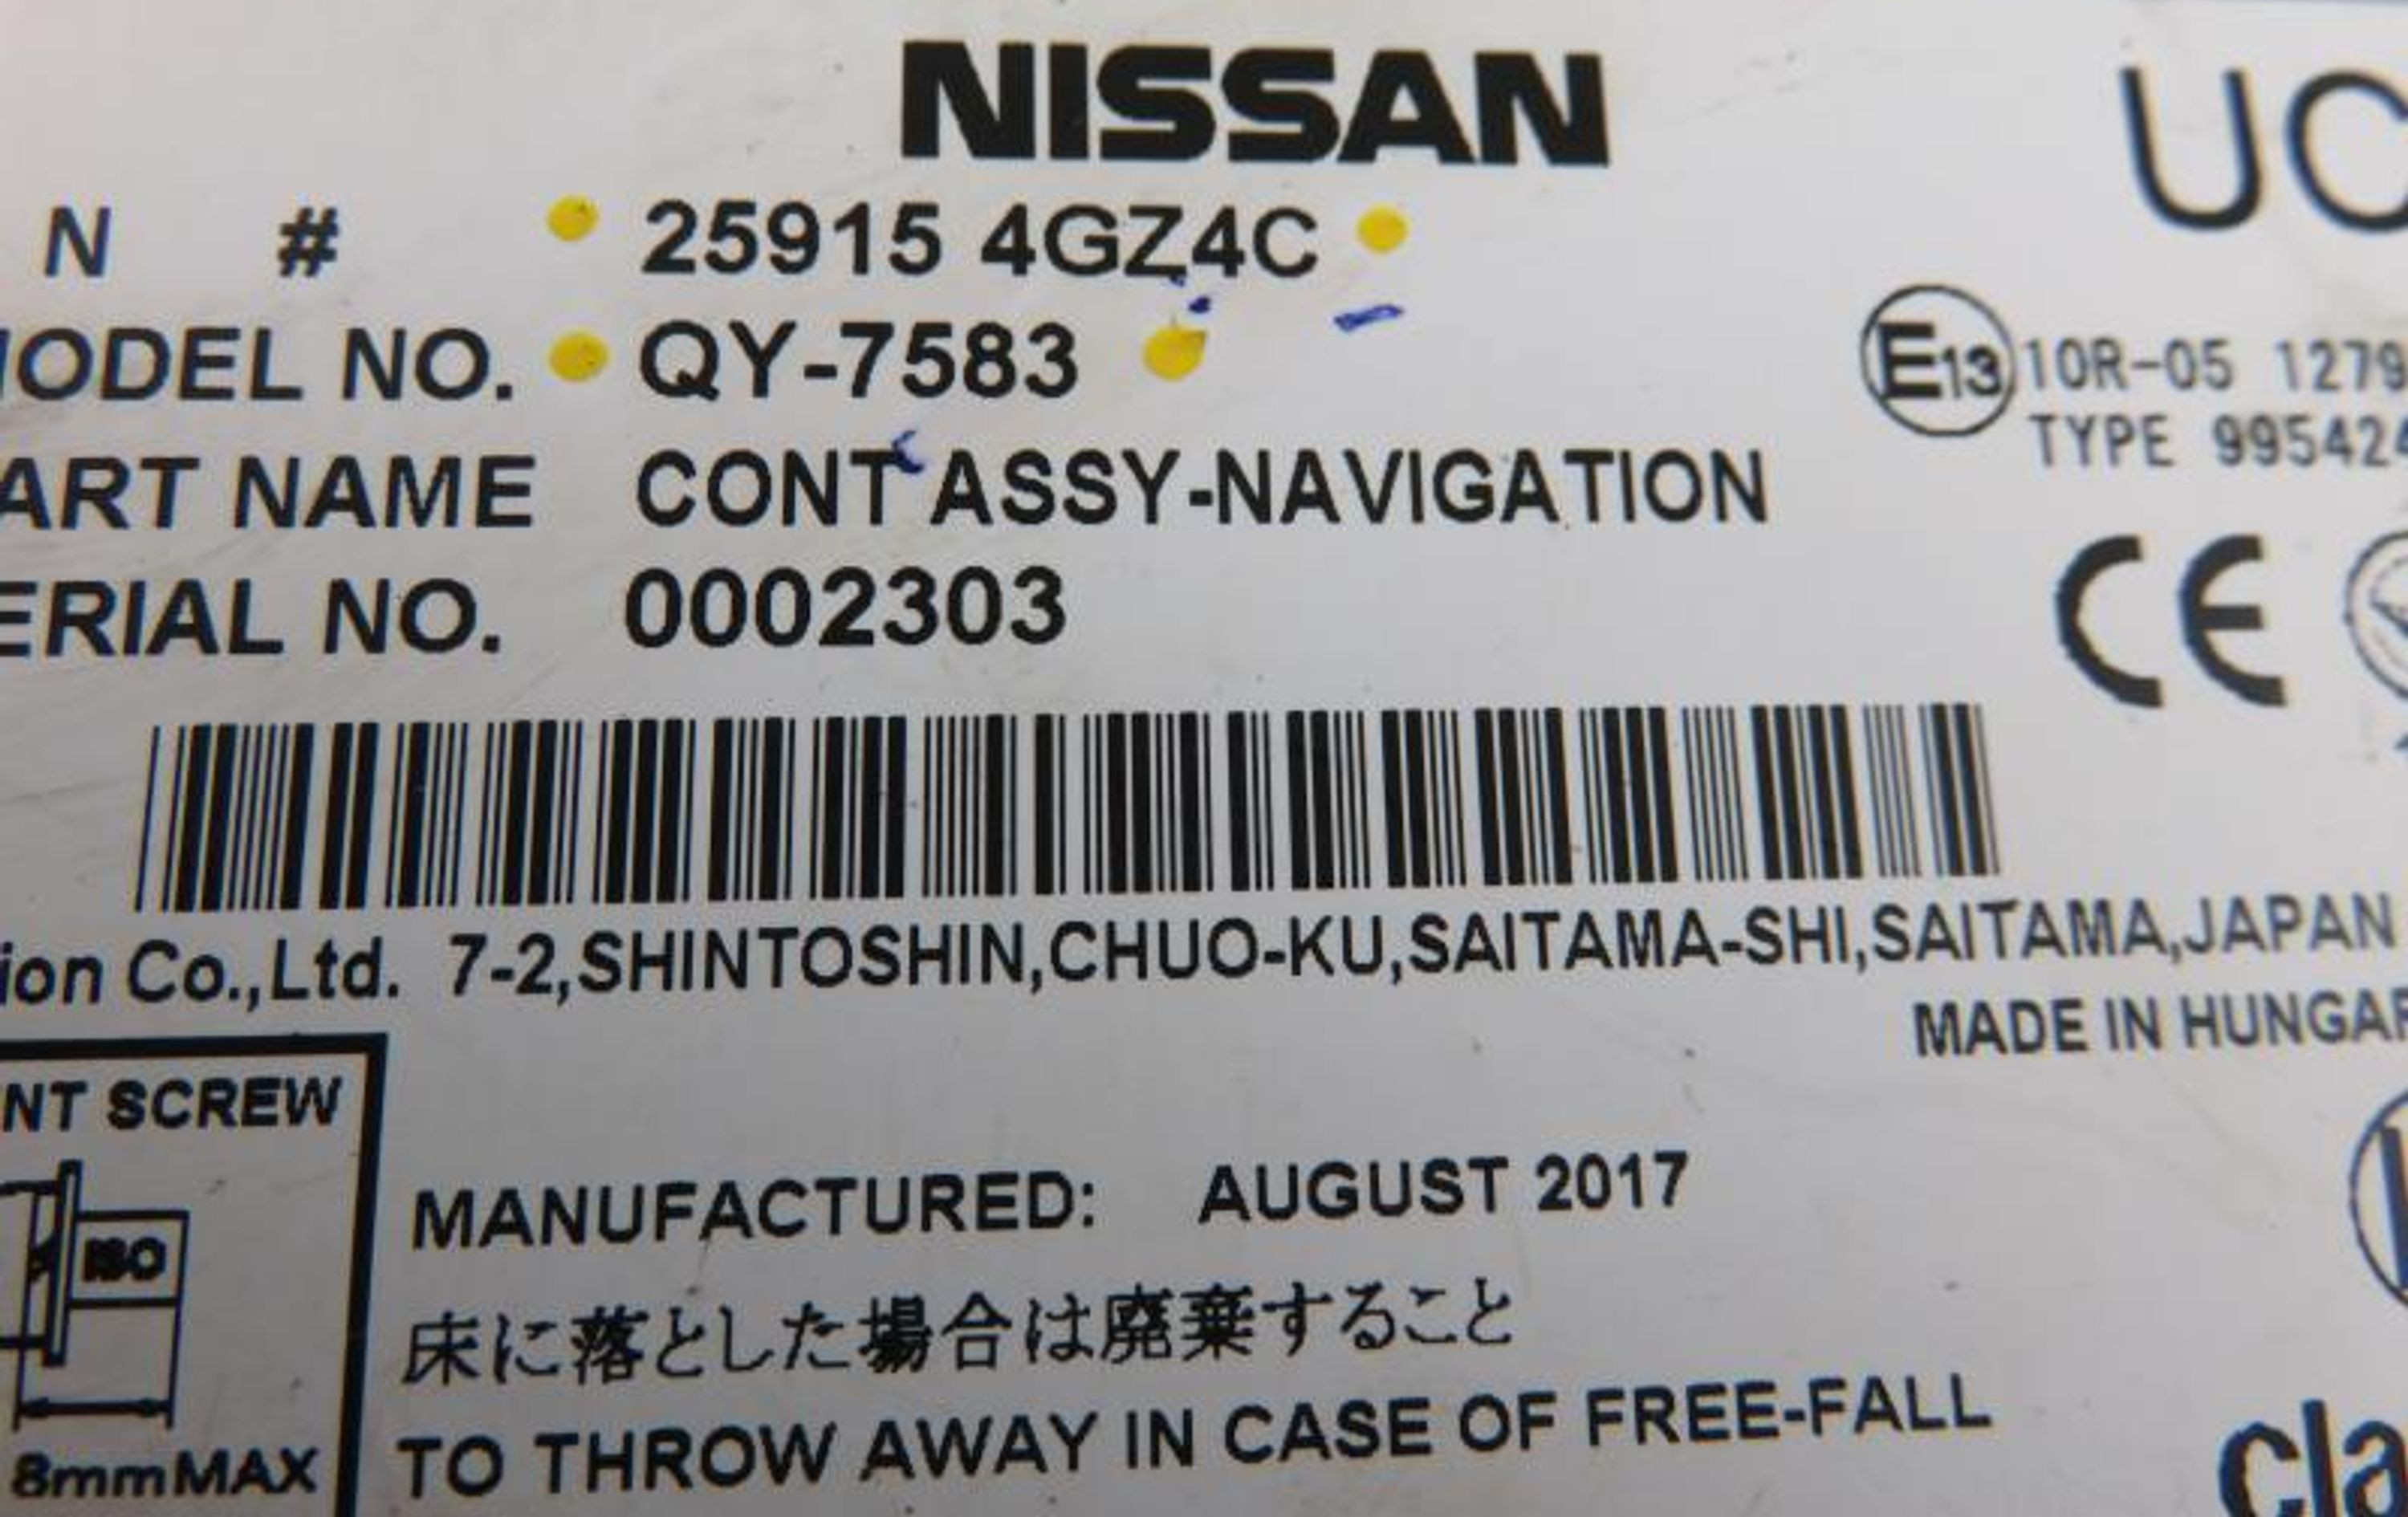 NISSAN
UC
N # 25915 4GZ4C
MODEL NO. QY-7583
E13 10R-05 1279
TYPE 995424
ART NAME CONT ASSY-NAVIGATION
ERIAL NO. 0002303
CE
ion Co.,Ltd. 7-2,SHINTOSHIN,CHUO-KU,SAITAMA-SHI,SAITAMA,JAPAN
MADE IN HUNGAR
NT SCREW
ISO
8mmMAX
MANUFACTURED: AUGUST 2017
床に落とした場合は廃棄すること
TO THROW AWAY IN CASE OF FREE-FALL
cla